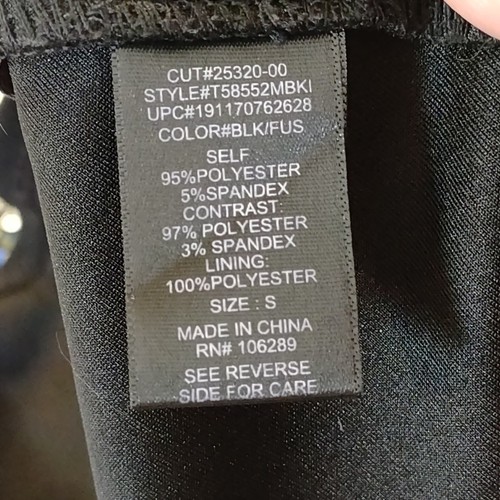 CUT#25320-00
STYLE#T58552MBKI
UPC#191170762628
COLOR#BLK/FUS
SELF
95%POLYESTER
5%SPANDEX
CONTRAST:
97% POLYESTER
3% SPANDEX
LINING:
100%POLYESTER
SIZE : S
MADE IN CHINA
RN# 106289
SEE REVERSE
SIDE FOR CARE